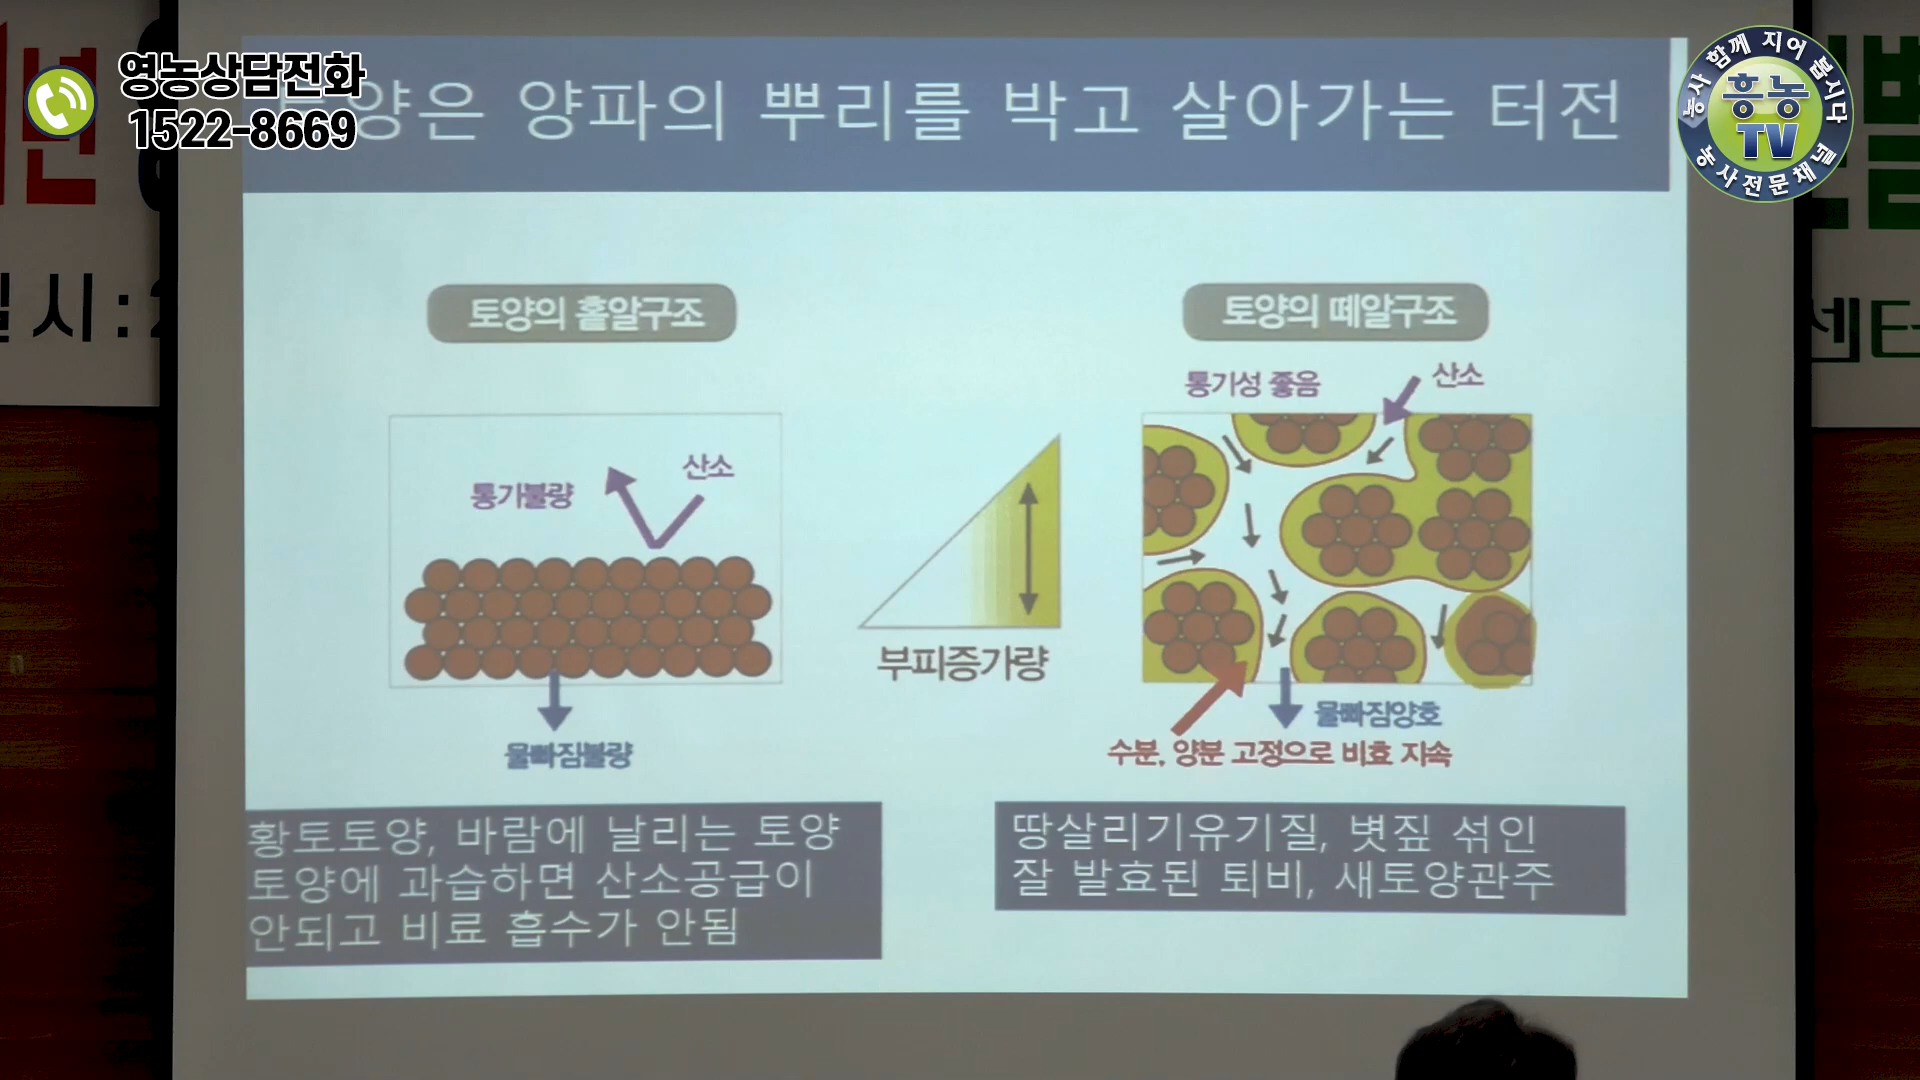 영농상담전화
1522-8669
양은 양파의 뿌리를 박고 살아가는 터전
농사 함께 지어 봅시다
흥농
TV
농사전문채널
년
일시:
센터
토양의 홑알구조
토양의 떼알구조
통기성 좋음
산소
통기불량
산소
부피증가량
물빠짐불량
물빠짐양호
수분, 양분 고정으로 비효 지속
황토토양, 바람에 날리는 토양
토양에 과습하면 산소공급이
안되고 비료 흡수가 안됨
땅살리기유기질, 볏짚 섞인
잘 발효된 퇴비, 새토양관주